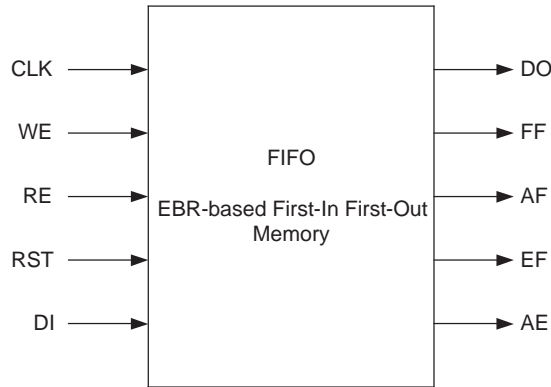 CLK
WE
RE
RST
DI
FIFO
EBR-based First-In First-Out
Memory
DO
FF
AF
EF
AE